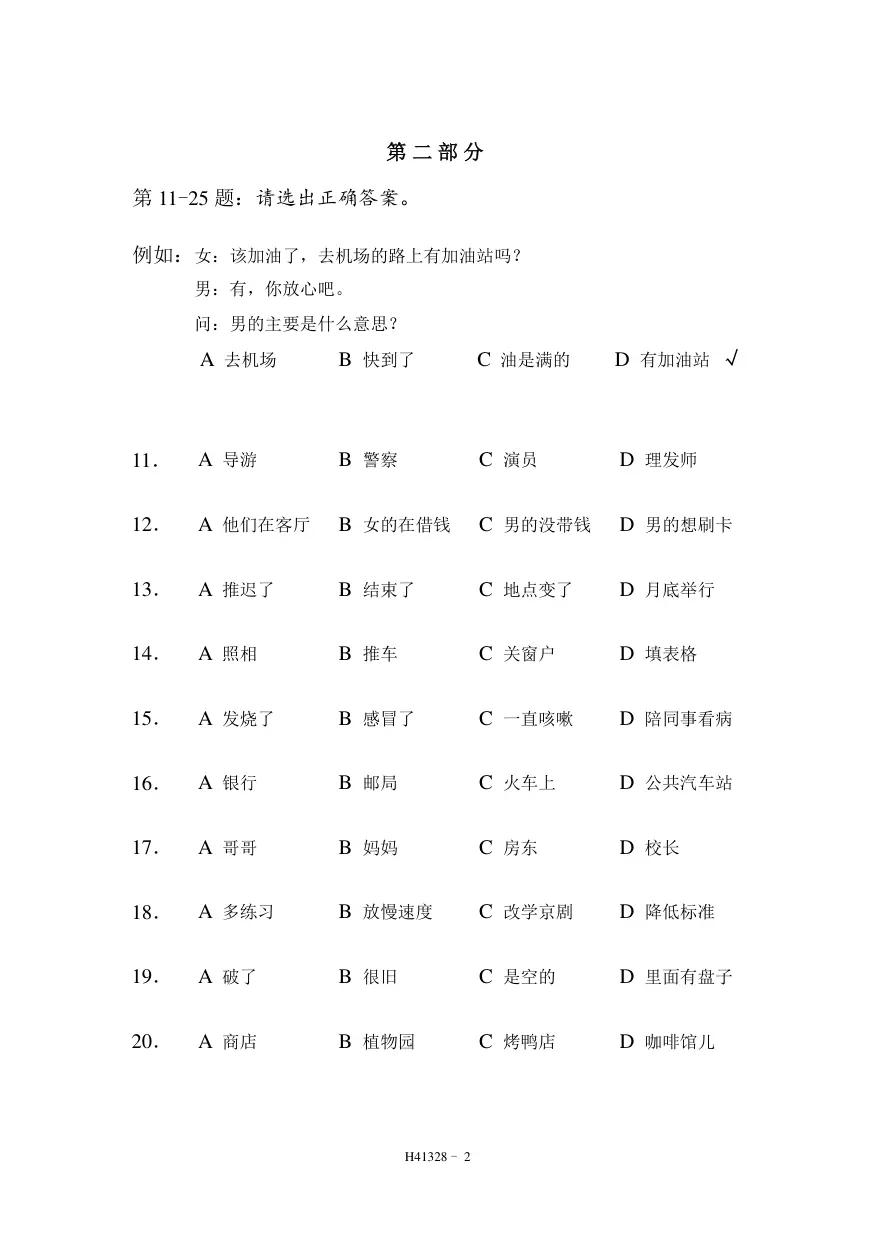 第二部分
第 11-25 题：请选出正确答案。
例如：女：该加油了，去机场的路上有加油站吗？
男：有，你放心吧。
问：男的主要是什么意思？
A 去机场 B 快到了 C 油是满的 D 有加油站 √
11． A 导游 B 警察 C 演员 D 理发师
12． A 他们在客厅 B 女的在借钱 C 男的没带钱 D 男的想刷卡
13． A 推迟了 B 结束了 C 地点变了 D 月底举行
14． A 照相 B 推车 C 关窗户 D 填表格
15． A 发烧了 B 感冒了 C 一直咳嗽 D 陪同事看病
16． A 银行 B 邮局 C 火车上 D 公共汽车站
17． A 哥哥 B 妈妈 C 房东 D 校长
18． A 多练习 B 放慢速度 C 改学京剧 D 降低标准
19． A 破了 B 很旧 C 是空的 D 里面有盘子
20． A 商店 B 植物园 C 烤鸭店 D 咖啡馆儿
H41328 - 2